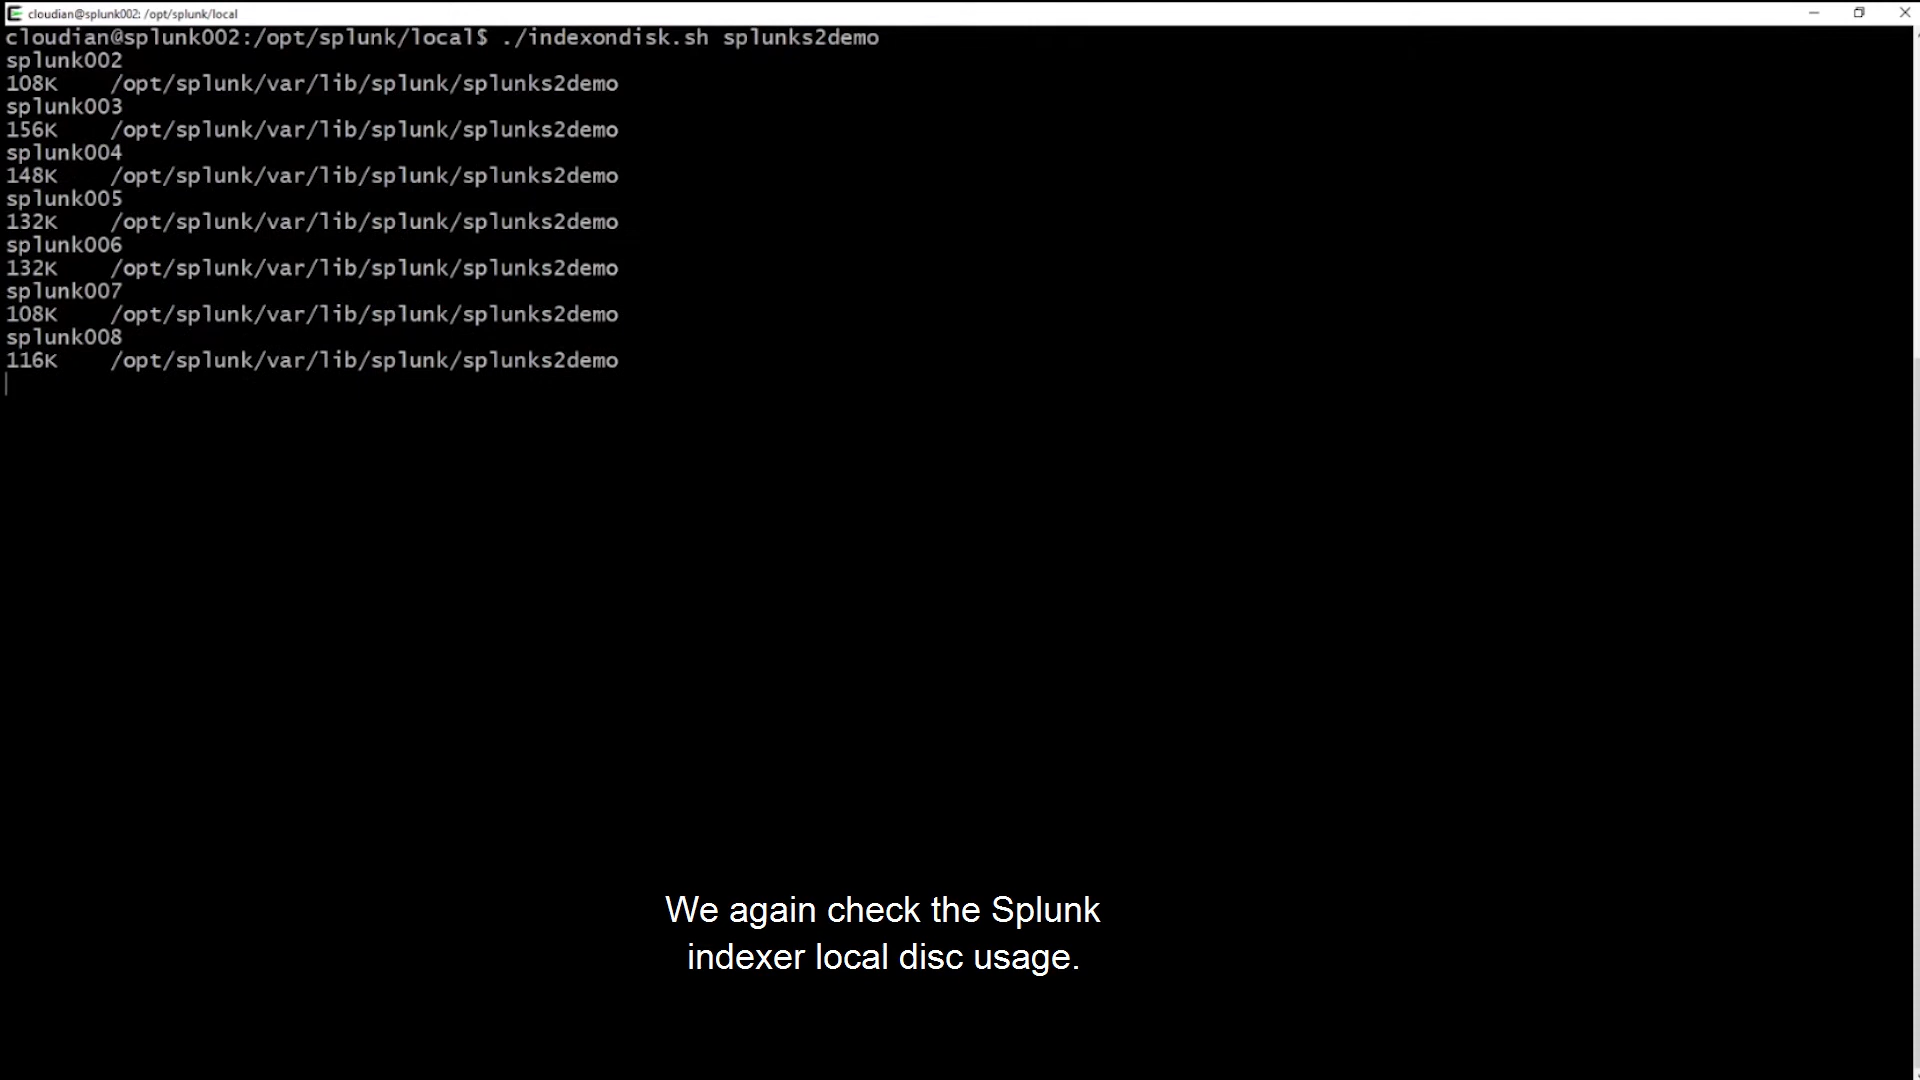 cloudian@splunk002: /opt/splunk/local
cloudian@splunk002:/opt/splunk/local$ ./indexondisk.sh splunks2demo
splunk002
108K /opt/splunk/var/lib/splunk/splunks2demo
splunk003
156K /opt/splunk/var/lib/splunk/splunks2demo
splunk004
148K /opt/splunk/var/lib/splunk/splunks2demo
splunk005
132K /opt/splunk/var/lib/splunk/splunks2demo
splunk006
132K /opt/splunk/var/lib/splunk/splunks2demo
splunk007
108K /opt/splunk/var/lib/splunk/splunks2demo
splunk008
116K /opt/splunk/var/lib/splunk/splunks2demo
We again check the Splunk
indexer local disc usage.